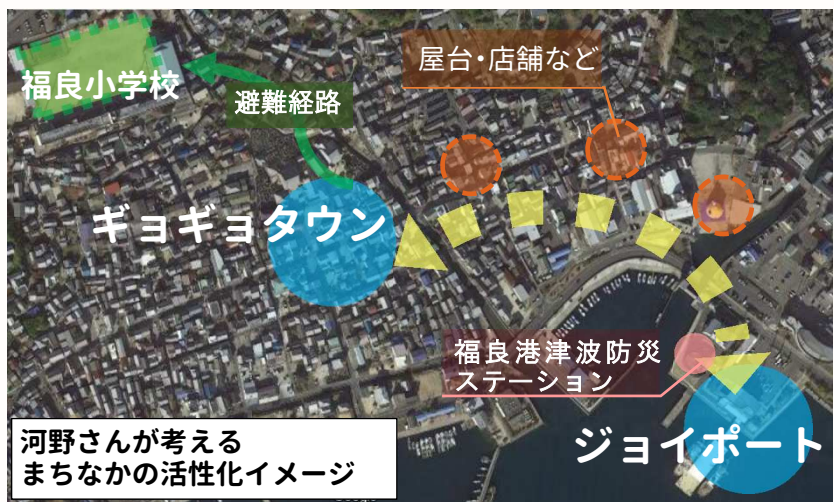 屋台・店舗など
福良小学校
避難経路
ギョギョタウン
福良港津波防災
ステーション
ジョイポート
河野さんが考える
まちなかの活性化イメージ